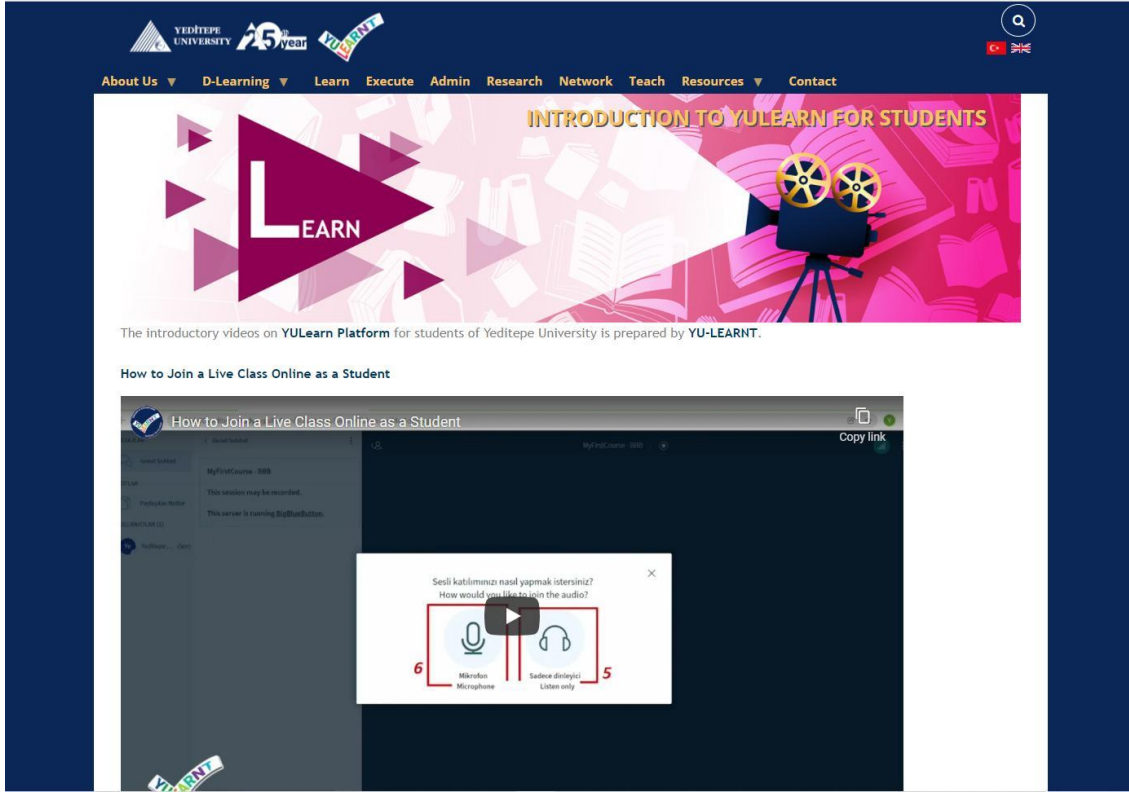 YEDİTEPE
UNIVERSITY
25th year
YULEARNT
About Us ▼ D-Learning ▼ Learn Execute Admin Research Network Teach Resources ▼ Contact
INTRODUCTION TO YULEARN FOR STUDENTS
LEARN
The introductory videos on YULearn Platform for students of Yeditepe University is prepared by YU-LEARNT.
How to Join a Live Class Online as a Student
How to Join a Live Class Online as a Student
Copy link
MyFirstCourse - BBB
MyFirstCourse - BBB
This session may be recorded.
This server is running BigBlueButton.
Sesli katılımınızı nasıl yapmak istersiniz?
How would you like to join the audio?
6
5
Mikrofon
Microphone
Sadece dinleyici
Listen only
YULEARNT